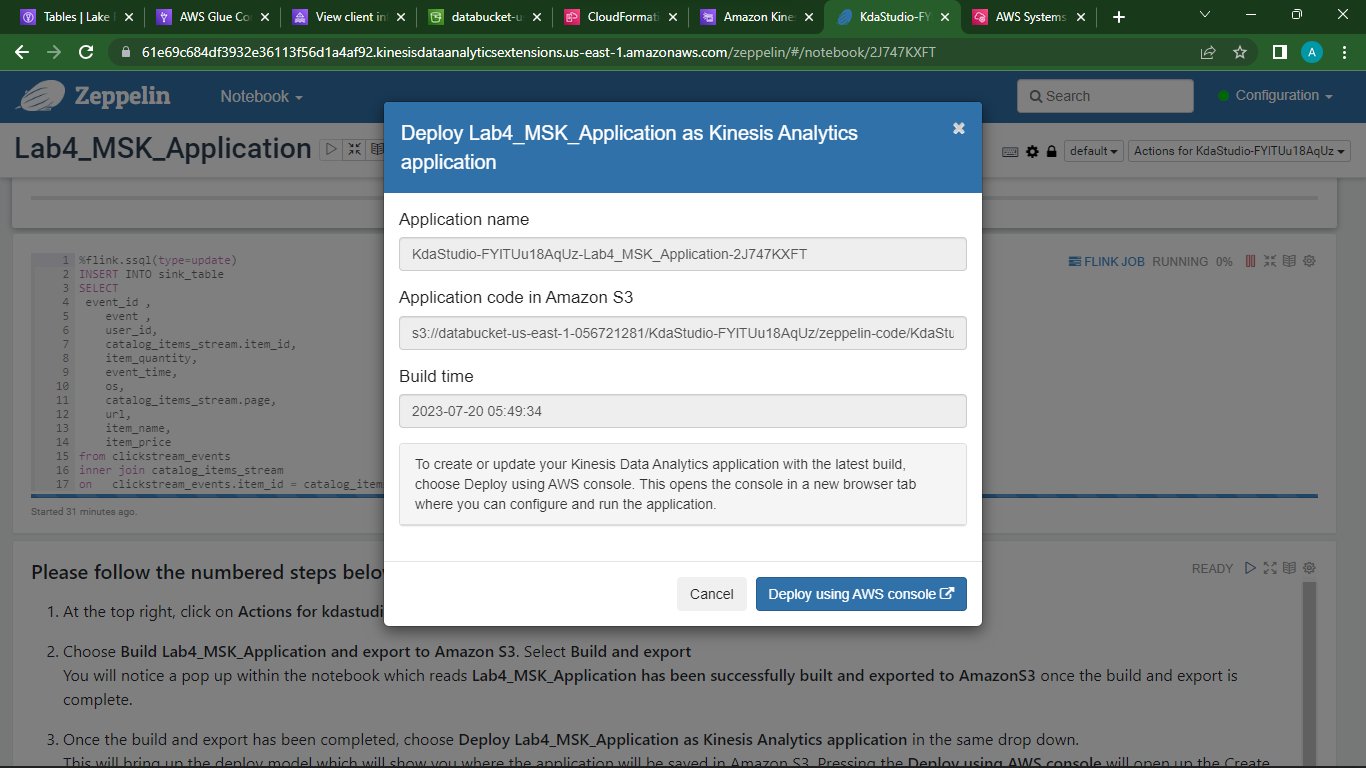 Tables | Lake
AWS Glue Co
View client in
databucket-u
CloudFormati
Amazon Kine
KdaStudio-FY
AWS Systems
61e69c684df3932e36113f56d1a4af92.kinesisdataanalyticsextensions.us-east-1.amazonaws.com/zeppelin/#/notebook/2J747KXFT
A
Zeppelin
Notebook
Search
Configuration
Lab4_MSK_Application
default
Actions for KdaStudio-FYITUu18AqUz
Deploy Lab4_MSK_Application as Kinesis Analytics
application
Application name
KdaStudio-FYITUu18AqUz-Lab4_MSK_Application-2J747KXFT
Application code in Amazon S3
s3://databucket-us-east-1-056721281/KdaStudio-FYITUu18AqUz/zeppelin-code/KdaStu
Build time
2023-07-20 05:49:34
To create or update your Kinesis Data Analytics application with the latest build,
choose Deploy using AWS console. This opens the console in a new browser tab
where you can configure and run the application.
Cancel
Deploy using AWS console
1 %flink.ssql(type=update)
2 INSERT INTO sink_table
3 SELECT
4 event_id ,
5 event ,
6 user_id,
7 catalog_items_stream.item_id,
8 item_quantity,
9 event_time,
10 os,
11 catalog_items_stream.page,
12 url,
13 item_name,
14 item_price
15 from clickstream_events
16 inner join catalog_items_stream
17 on clickstream_events.item_id = catalog_item
FLINK JOB RUNNING 0%
Started 31 minutes ago.
READY
Please follow the numbered steps belo
1. At the top right, click on Actions for kdastudi
2. Choose Build Lab4_MSK_Application and export to Amazon S3. Select Build and export
You will notice a pop up within the notebook which reads Lab4_MSK_Application has been successfully built and exported to AmazonS3 once the build and export is
complete.
3. Once the build and export has been completed, choose Deploy Lab4_MSK_Application as Kinesis Analytics application in the same drop down.
This will bring up the deploy model which will show you where the application will be saved in Amazon S3. Pressing the Deploy using AWS console will open up the Create